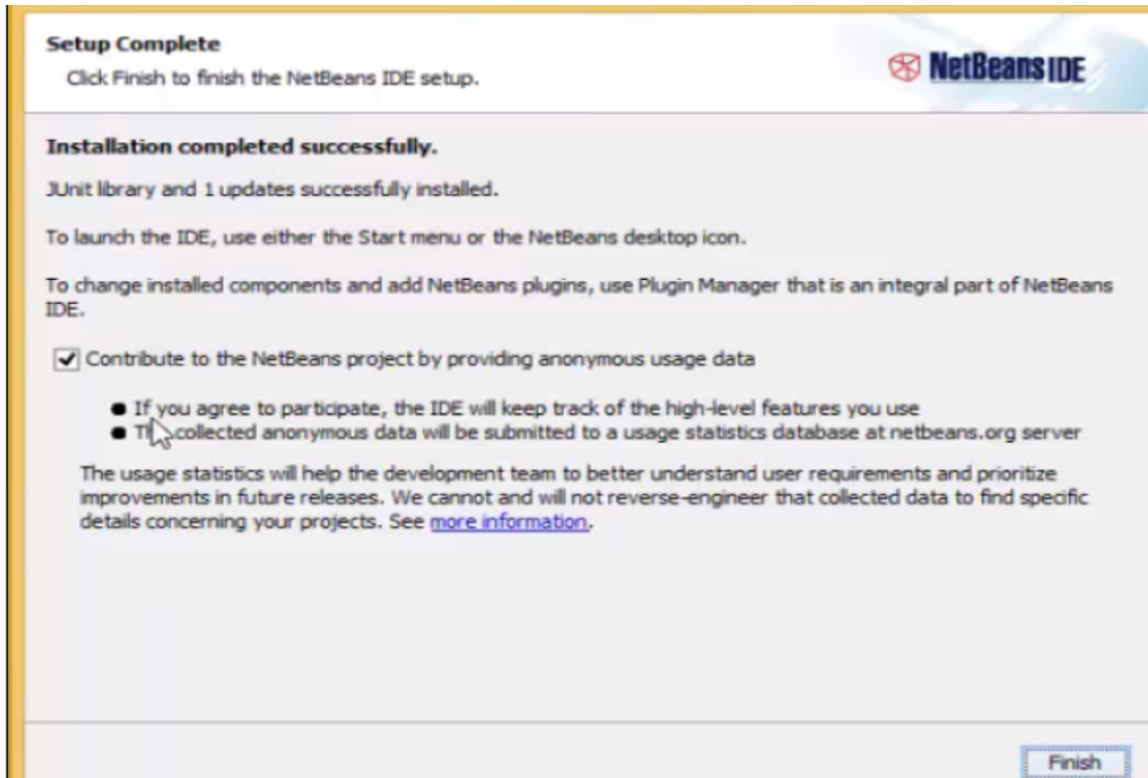 Setup Complete
Click Finish to finish the NetBeans IDE setup.
NetBeans IDE
Installation completed successfully.
JUnit library and 1 updates successfully installed.
To launch the IDE, use either the Start menu or the NetBeans desktop icon.
To change installed components and add NetBeans plugins, use Plugin Manager that is an integral part of NetBeans
IDE.
Contribute to the NetBeans project by providing anonymous usage data
If you agree to participate, the IDE will keep track of the high-level features you use
collected anonymous data will be submitted to a usage statistics database at netbeans.org server
The usage statistics will help the development team to better understand user requirements and prioritize
improvements in future releases. We cannot and will not reverse-engineer that collected data to find specific
details concerning your projects. See more information.
Finish